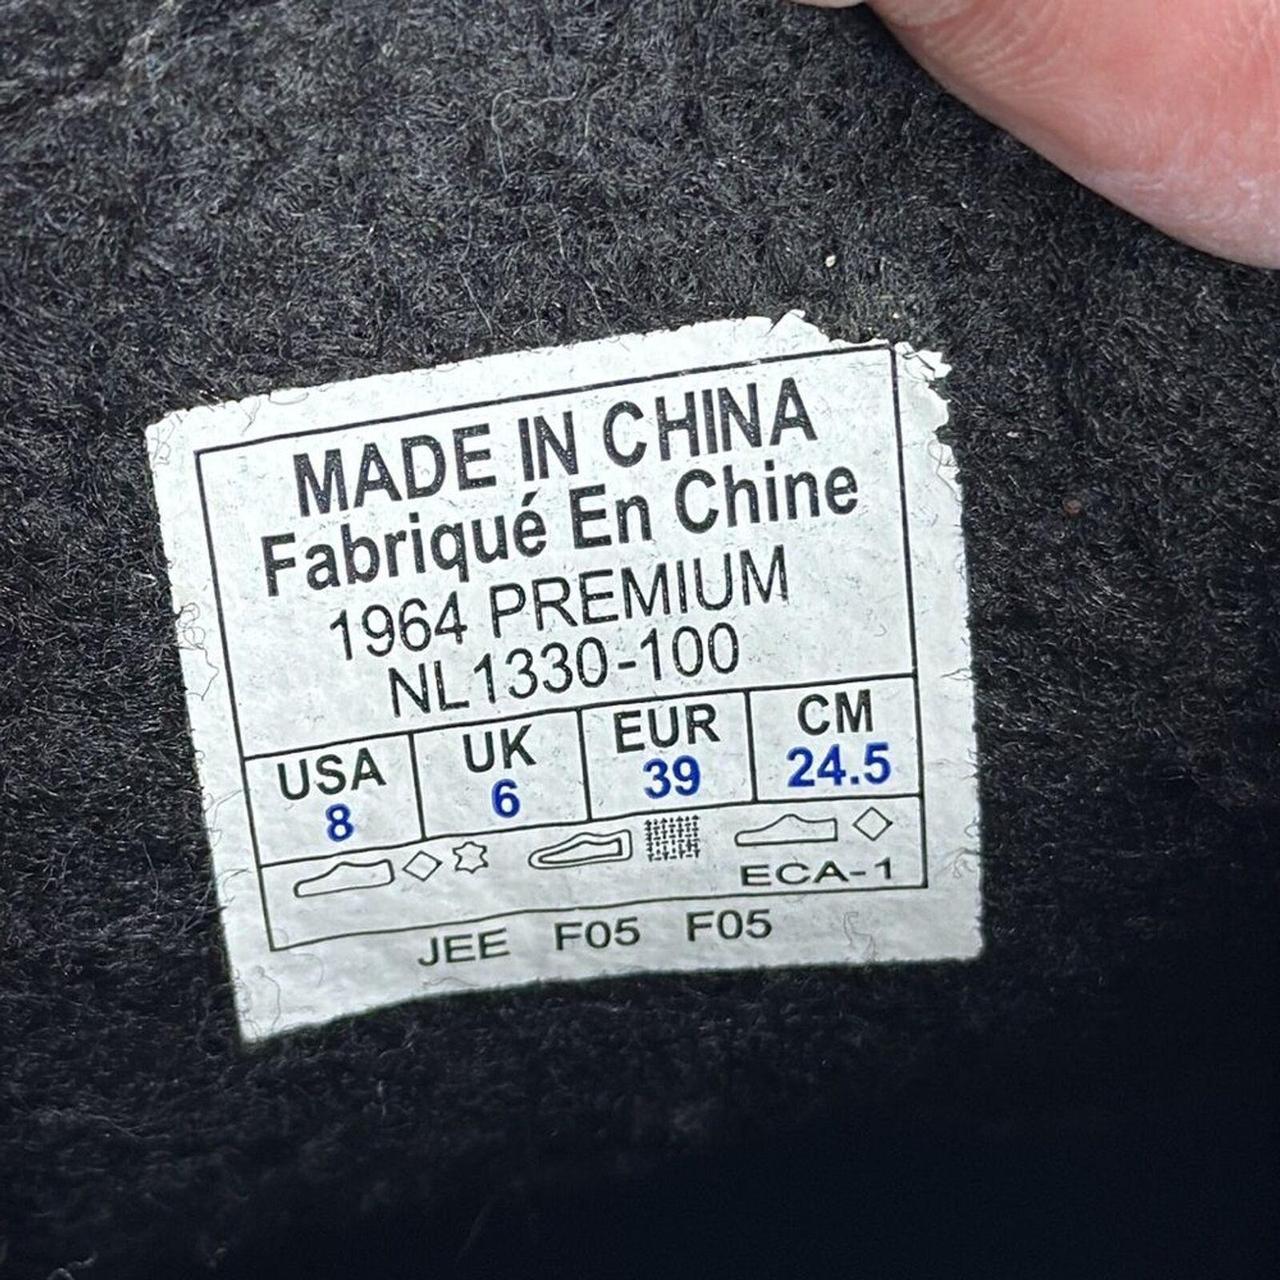 MADE IN CHINA
Fabriqué En Chine
1964 PREMIUM
NL1330-100
USA UK EUR CM
8 6 39 24.5
ECA-1
JEE F05 F05